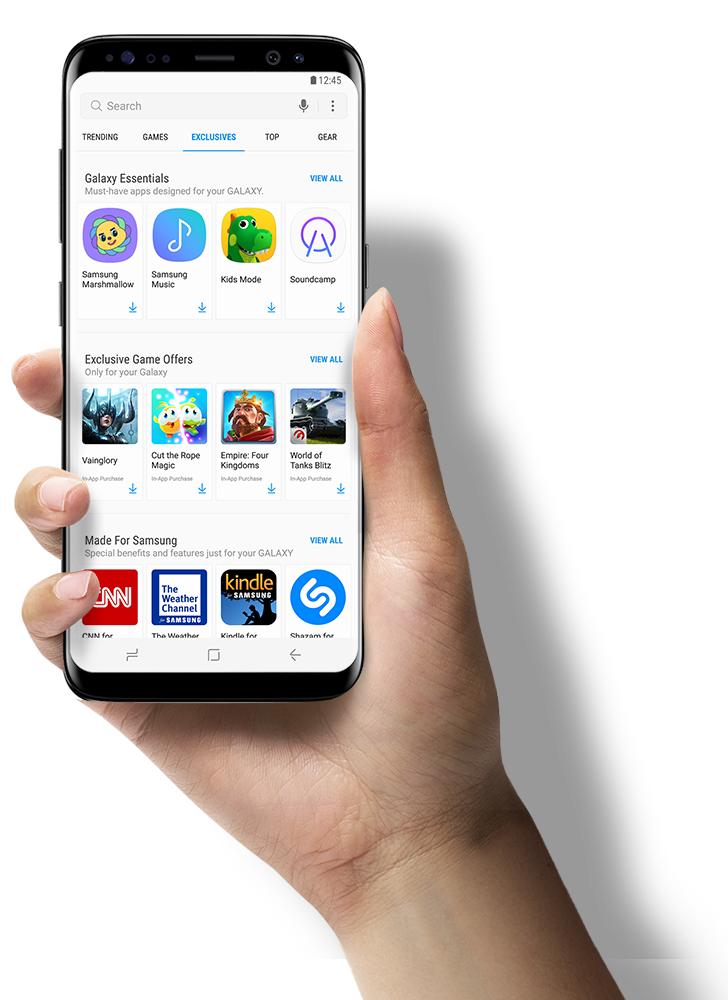 12:45
Search
TRENDING GAMES EXCLUSIVES TOP GEAR
Galaxy Essentials VIEW ALL
Must-have apps designed for your GALAXY.
Samsung Samsung Kids Mode Soundcamp
Marshmallow Music
Exclusive Game Offers VIEW ALL
Only for your Galaxy
Vainglory Cut the Rope Empire: Four World of
Magic Kingdoms Tanks Blitz
In-App Purchase In-App Purchase In-App Purchase In-App Purchase
Made For Samsung VIEW ALL
Special benefits and features just for your GALAXY
CNN
The
Weather
Channel
for SAMSUNG
kindle
for SAMSUNG
CNN for The Weather Kindle for Shazam for